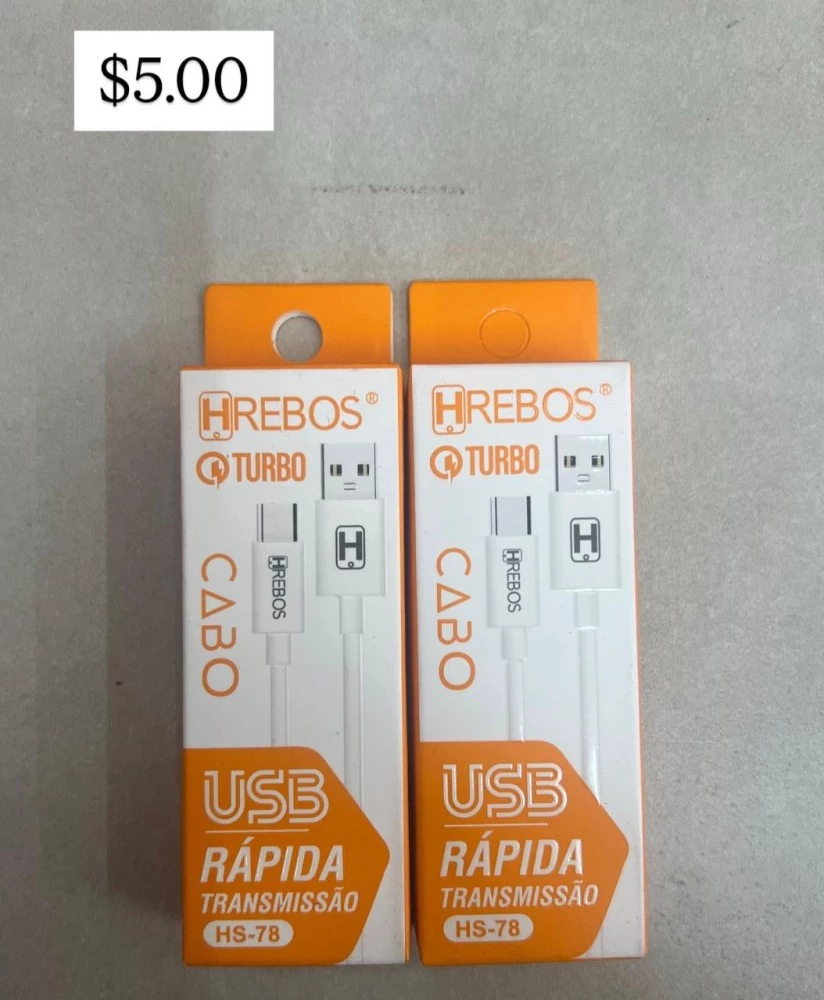 $5.00
HREBOS®
TURBO
HREBOS
H
CABO
USB
RÁPIDA
TRANSMISSÃO
HS-78
HREBOS®
TURBO
HREBOS
H
CABO
USB
RÁPIDA
TRANSMISSÃO
HS-78